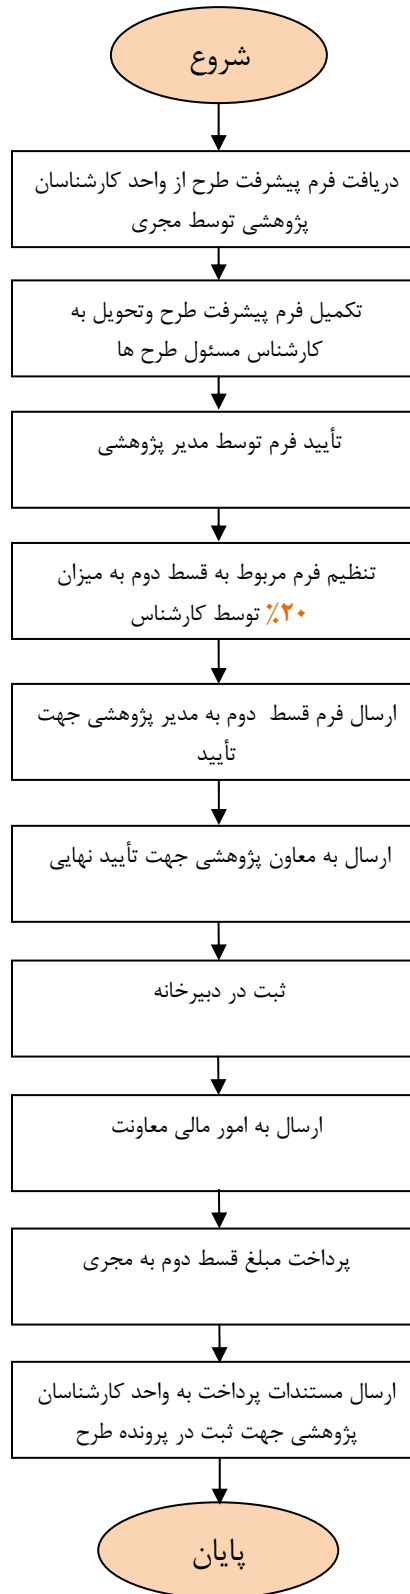 شروع
دریافت فرم پیشرفت طرح از واحد کارشناسان
پژوهشی توسط مجری
تکمیل فرم پیشرفت طرح وتحویل به
کارشناس مسئول طرح ها
تأیید فرم توسط مدیر پژوهشی
تنظیم فرم مربوط به قسط دوم به میزان
۲۰٪ توسط کارشناس
ارسال فرم قسط دوم به مدیر پژوهشی جهت
تأیید
ارسال به معاون پژوهشی جهت تأیید نهایی
ثبت در دبیرخانه
ارسال به امور مالی معاونت
پرداخت مبلغ قسط دوم به مجری
ارسال مستندات پرداخت به واحد کارشناسان
پژوهشی جهت ثبت در پرونده طرح
پایان